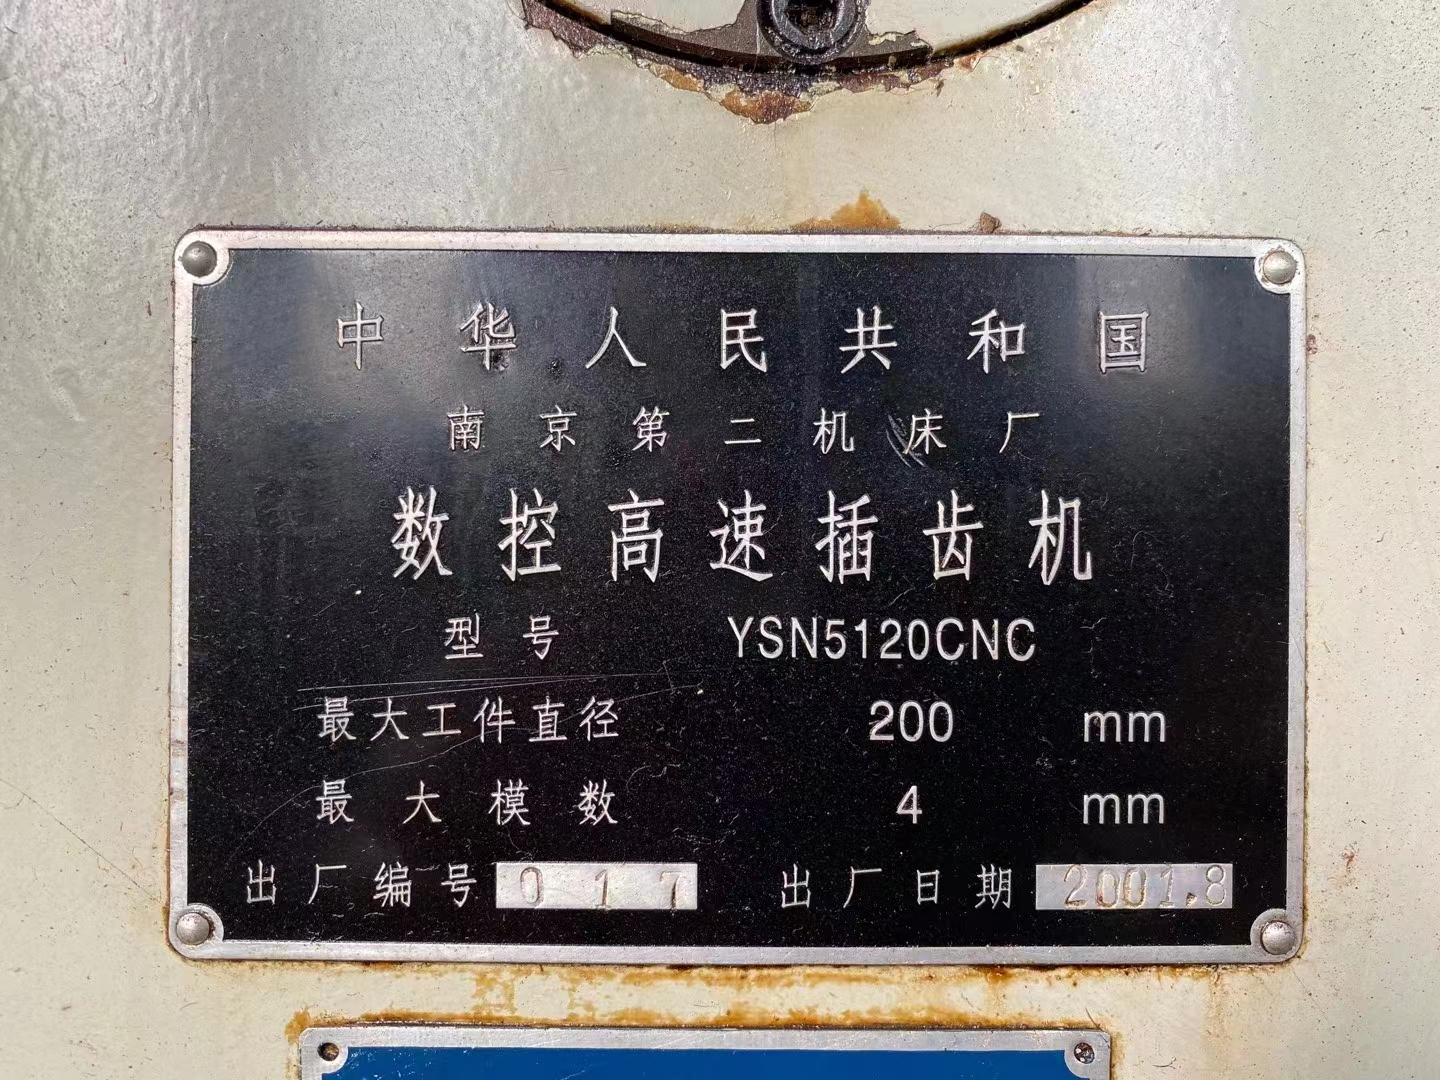 中华人民共和国
南京第二机床厂
数控高速插齿机
型号 YSN5120CNC
最大工件直径 200 mm
最大模数 4 mm
出厂编号 017 出厂日期 2001.8